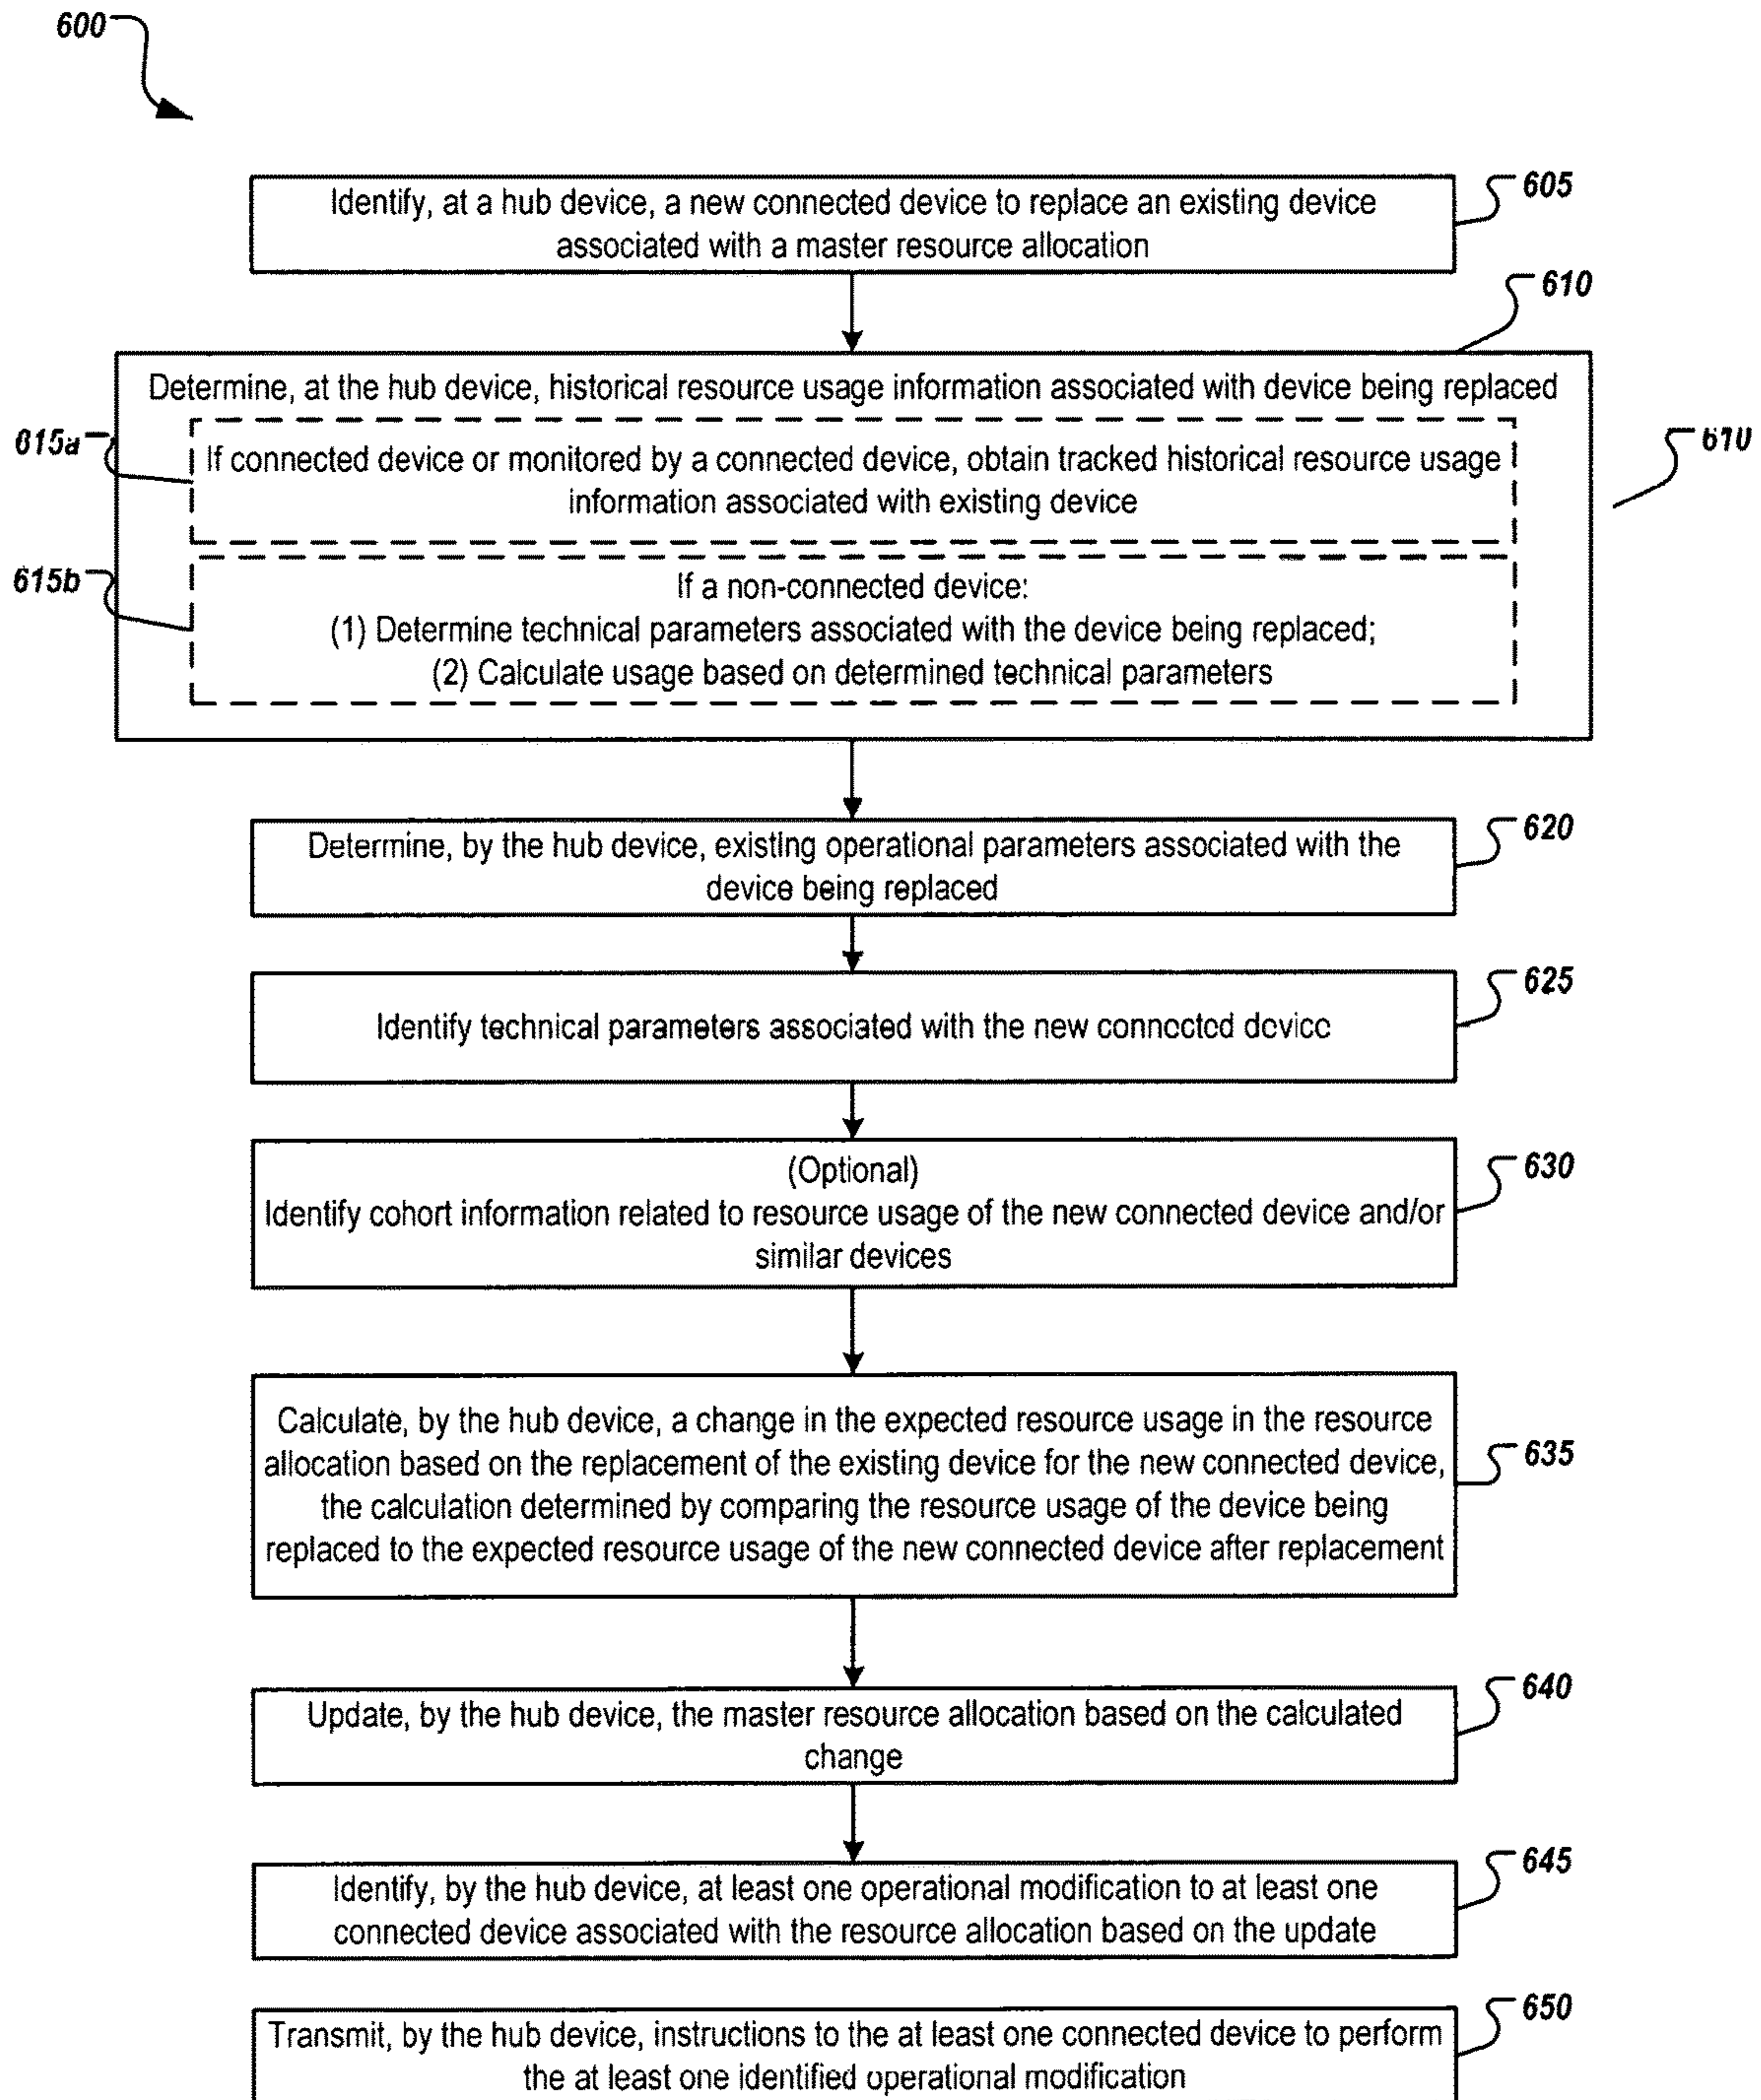 600
605
Identify, at a hub device, a new connected device to replace an existing device
associated with a master resource allocation
610
Determine, at the hub device, historical resource usage information associated with device being replaced
615a
If connected device or monitored by a connected device, obtain tracked historical resource usage
information associated with existing device
610
615b
If a non-connected device:
(1) Determine technical parameters associated with the device being replaced;
(2) Calculate usage based on determined technical parameters
620
Determine, by the hub device, existing operational parameters associated with the
device being replaced
625
Identify technical parameters associated with the new connected device
630
(Optional)
Identify cohort information related to resource usage of the new connected device and/or
similar devices
635
Calculate, by the hub device, a change in the expected resource usage in the resource
allocation based on the replacement of the existing device for the new connected device,
the calculation determined by comparing the resource usage of the device being
replaced to the expected resource usage of the new connected device after replacement
640
Update, by the hub device, the master resource allocation based on the calculated
change
645
Identify, by the hub device, at least one operational modification to at least one
connected device associated with the resource allocation based on the update
650
Transmit, by the hub device, instructions to the at least one connected device to perform
the at least one identified operational modification